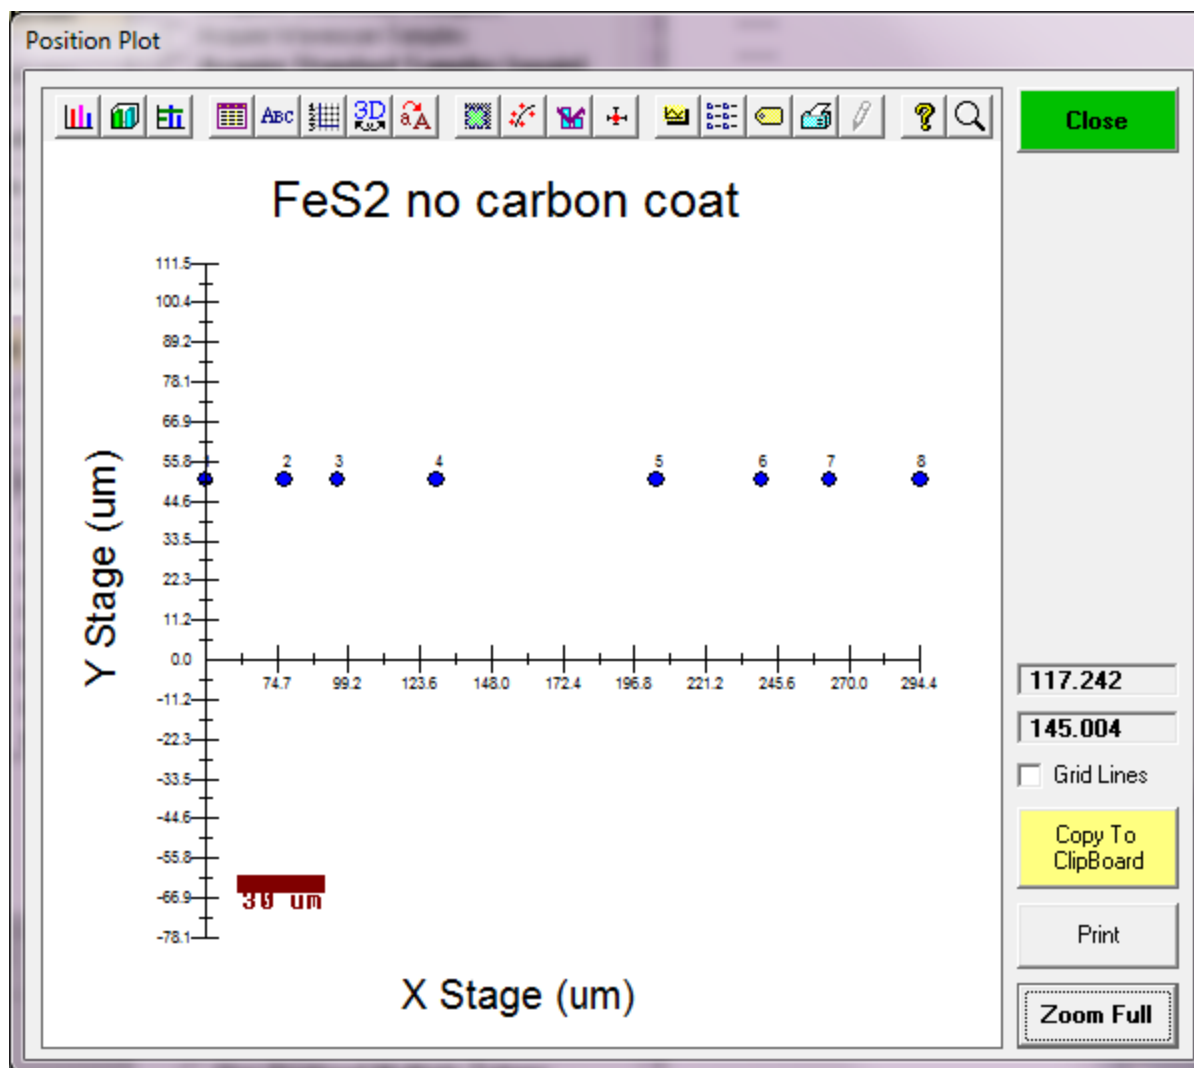 Position Plot
ABC
3D
aA
?
Close
FeS2 no carbon coat
111.5
100.4
89.2
78.1
66.9
55.8
44.6
33.5
22.3
11.2
0.0
-11.2
-22.3
-33.5
-44.6
-55.8
-66.9
-78.1
Y Stage (um)
1 2 3 4 5 6 7 8
74.7 99.2 123.6 148.0 172.4 196.8 221.2 245.6 270.0 294.4
30 um
X Stage (um)
117.242
145.004
Grid Lines
Copy To
ClipBoard
Print
Zoom Full